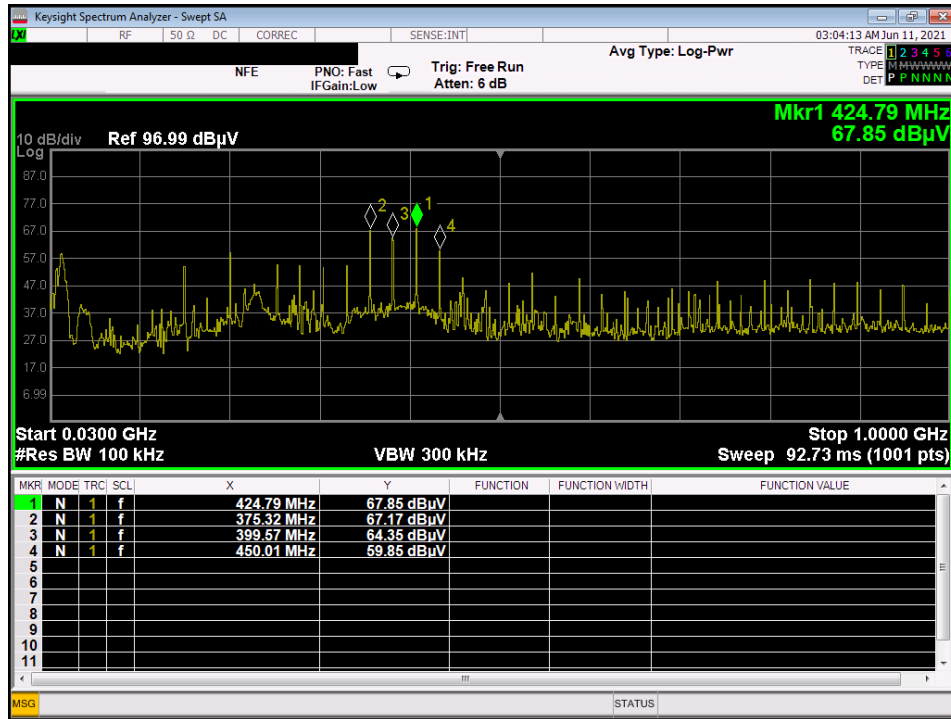 Keysight Spectrum Analyzer - Swept SA
LXI RF 50 Ω DC CORREC SENSE:INT 03:04:13 AM Jun 11, 2021
NFE PNO: Fast IFGain:Low Trig: Free Run Atten: 6 dB Avg Type: Log-Pwr
TRACE 1 2 3 4 5 6
TYPE M M W W W W
DET P P N N N N
Mkr1 424.79 MHz
67.85 dBµV
10 dB/div Ref 96.99 dBµV
Log
87.0
77.0
67.0
57.0
47.0
37.0
27.0
17.0
6.99
2 3 1 4
Start 0.0300 GHz Stop 1.0000 GHz
#Res BW 100 kHz VBW 300 kHz Sweep 92.73 ms (1001 pts)
MKR MODE TRC SCL X Y FUNCTION FUNCTION WIDTH FUNCTION VALUE
1 N 1 f 424.79 MHz 67.85 dBµV
2 N 1 f 375.32 MHz 67.17 dBµV
3 N 1 f 399.57 MHz 64.35 dBµV
4 N 1 f 450.01 MHz 59.85 dBµV
5
6
7
8
9
10
11
MSG STATUS